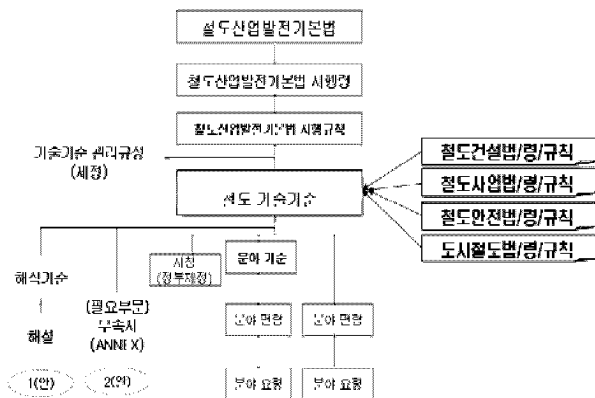 철도산업발전기본법
철도산업발전기본법 시행령
철도산업발전기본법 시행규칙
기술기준 관리규정
(제정)
철도 기술기준
철도건설법/령/규칙
철도사업법/령/규칙
철도안전법/령/규칙
도시철도법/령/규칙
지침
(정부제정)
분야 기준
해석기준
(필요부문)
부속서
(ANNEX)
해설
분야 편람
분야 편람
1(안)
2(안)
분야 요령
분야 요령